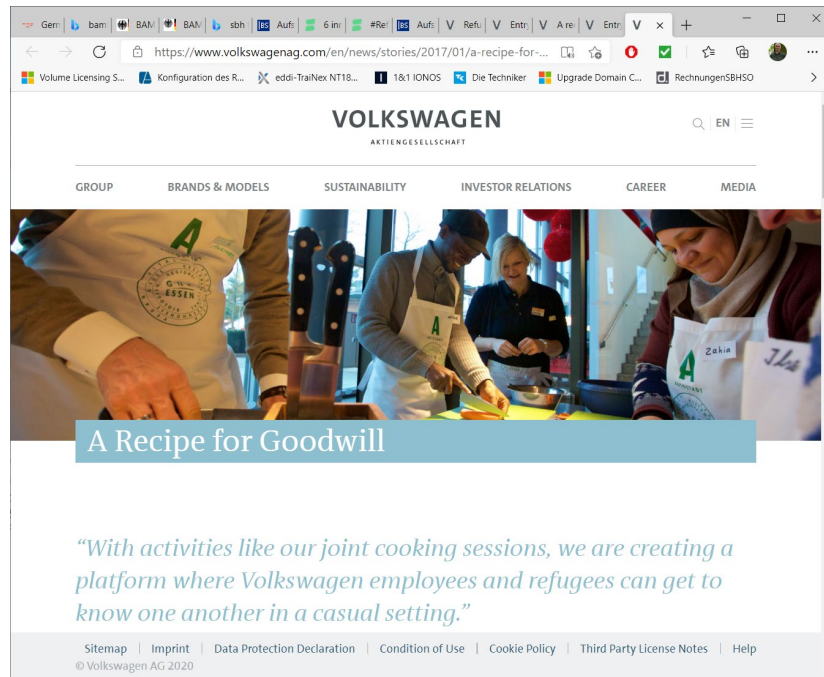 Gern
bam
BAM
BAM
sbh
Aufs
6 inr
#Ref
Aufs
Refu
Entr
A re
Entr
https://www.volkswagenag.com/en/news/stories/2017/01/a-recipe-for-...
Volume Licensing S...
Konfiguration des R...
eddi-TraiNex NT18...
1&1 IONOS
Die Techniker
Upgrade Domain C...
RechnungenSBHSO
VOLKSWAGEN
AKTIENGESELLSCHAFT
EN
GROUP
BRANDS & MODELS
SUSTAINABILITY
INVESTOR RELATIONS
CAREER
MEDIA
ESSEN
Zahia
A Recipe for Goodwill
“With activities like our joint cooking sessions, we are creating a
platform where Volkswagen employees and refugees can get to
know one another in a casual setting.”
Sitemap | Imprint | Data Protection Declaration | Condition of Use | Cookie Policy | Third Party License Notes | Help
© Volkswagen AG 2020